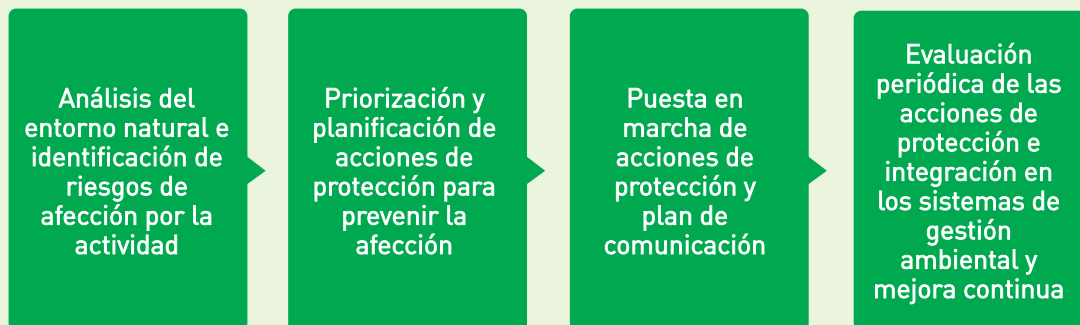 Análisis del
entorno natural e
identificación de
riesgos de
afección por la
actividad
Priorización y
planificación de
acciones de
protección para
prevenir la
afección
Puesta en
marcha de
acciones de
protección y
plan de
comunicación
Evaluación
periódica de las
acciones de
protección e
integración en
los sistemas de
gestión
ambiental y
mejora continua